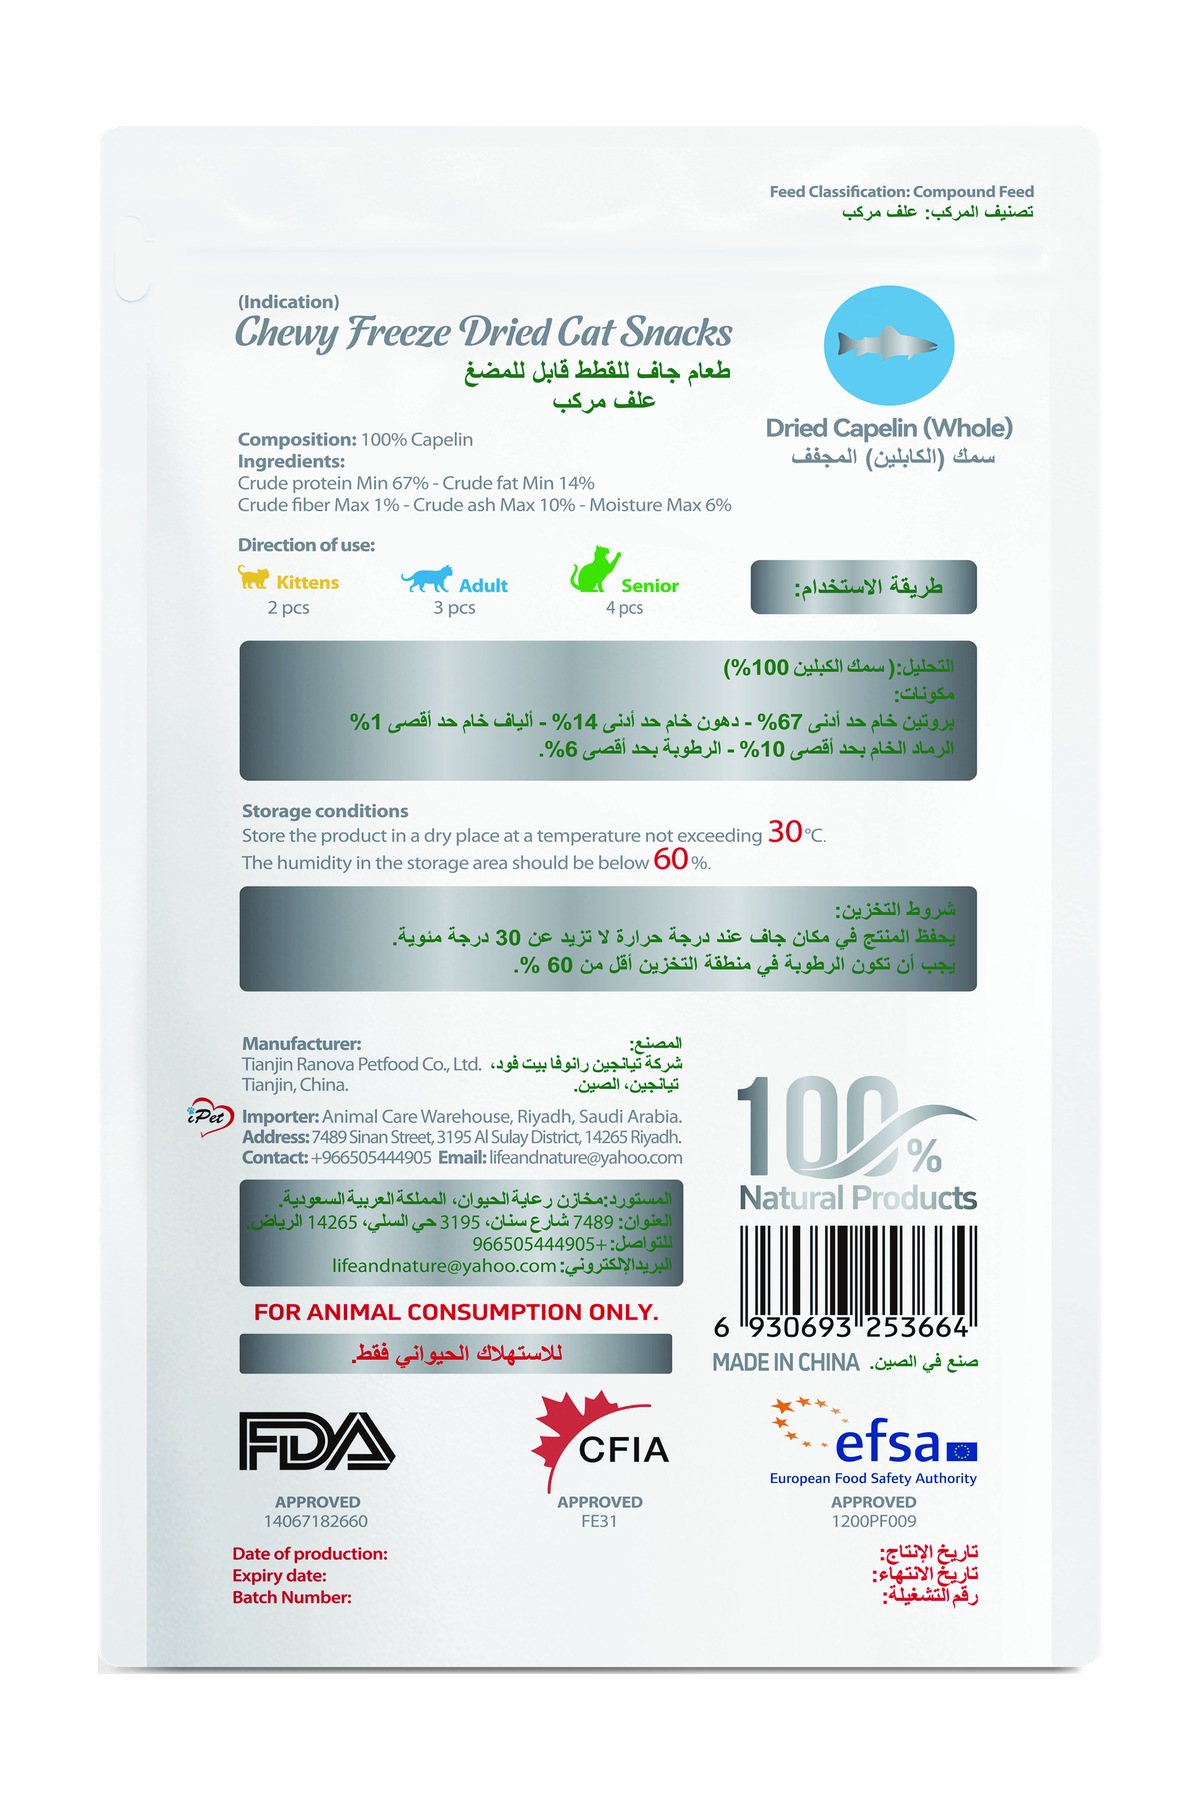 Feed Classification: Compound Feed
تصنيف المركب: علف مركب
(Indication)
Chewy Freeze Dried Cat Snacks
طعام جاف للقطط قابل للمضغ
علف مركب
Dried Capelin (Whole)
سمك (الكابلين) المجفف
Composition: 100% Capelin
Ingredients:
Crude protein Min 67% - Crude fat Min 14%
Crude fiber Max 1% - Crude ash Max 10% - Moisture Max 6%
Direction of use:
Kittens Adult Senior
2 pcs 3 pcs 4 pcs
طريقة الاستخدام:
التحليل:( سمك الكبلين 100%)
مكونات:
بروتين خام حد أدنى 67% - دهون خام حد أدنى 14% - ألياف خام حد أقصى 1%
الرماد الخام بحد أقصى 10% - الرطوبة بحد أقصى 6%.
Storage conditions
Store the product in a dry place at a temperature not exceeding 30°C.
The humidity in the storage area should be below 60%.
شروط التخزين:
يحفظ المنتج في مكان جاف عند درجة حرارة لا تزيد عن 30 درجة مئوية.
يجب أن تكون الرطوبة في منطقة التخزين أقل من 60 %.
Manufacturer:
Tianjin Ranova Petfood Co., Ltd.
Tianjin, China.
المصنع:
شركة تيانجين رانوفا بيت فود،
تيانجين، الصين.
iPet
Importer: Animal Care Warehouse, Riyadh, Saudi Arabia.
Address: 7489 Sinan Street, 3195 Al Sulay District, 14265 Riyadh.
Contact: +966505444905 Email: lifeandnature@yahoo.com
المستورد:مخازن رعاية الحيوان، المملكة العربية السعودية.
العنوان: 7489 شارع سنان، 3195 حي السلي، 14265 الرياض.
للتواصل: +966505444905
البريدالإلكتروني: lifeandnature@yahoo.com
FOR ANIMAL CONSUMPTION ONLY.
للاستهلاك الحيواني فقط.
100%
Natural Products
6 930693 253664
MADE IN CHINA صنع في الصين.
FDA
APPROVED
14067182660
CFIA
APPROVED
FE31
efsa
European Food Safety Authority
APPROVED
1200PF009
Date of production:
Expiry date:
Batch Number:
تاريخ الإنتاج:
تاريخ الانتهاء:
رقم التشغيلة: